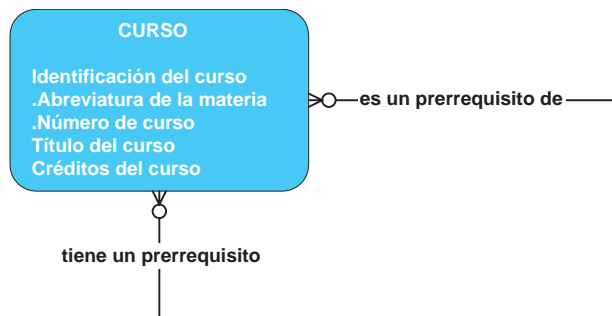 CURSO
Identificación del curso
.Abreviatura de la materia
.Número de curso
Título del curso
Créditos del curso
es un prerrequisito de
tiene un prerrequisito